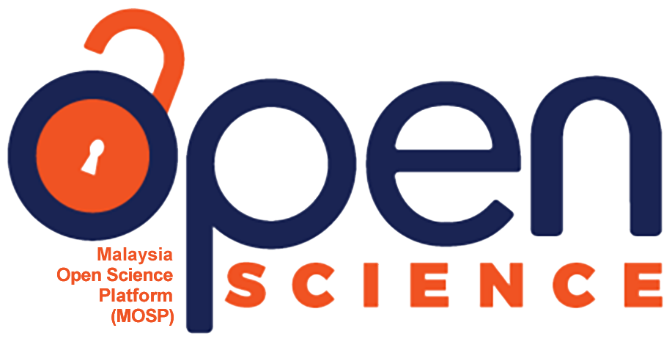 open
SCIENCE
Malaysia
Open Science
Platform
(MOSP)